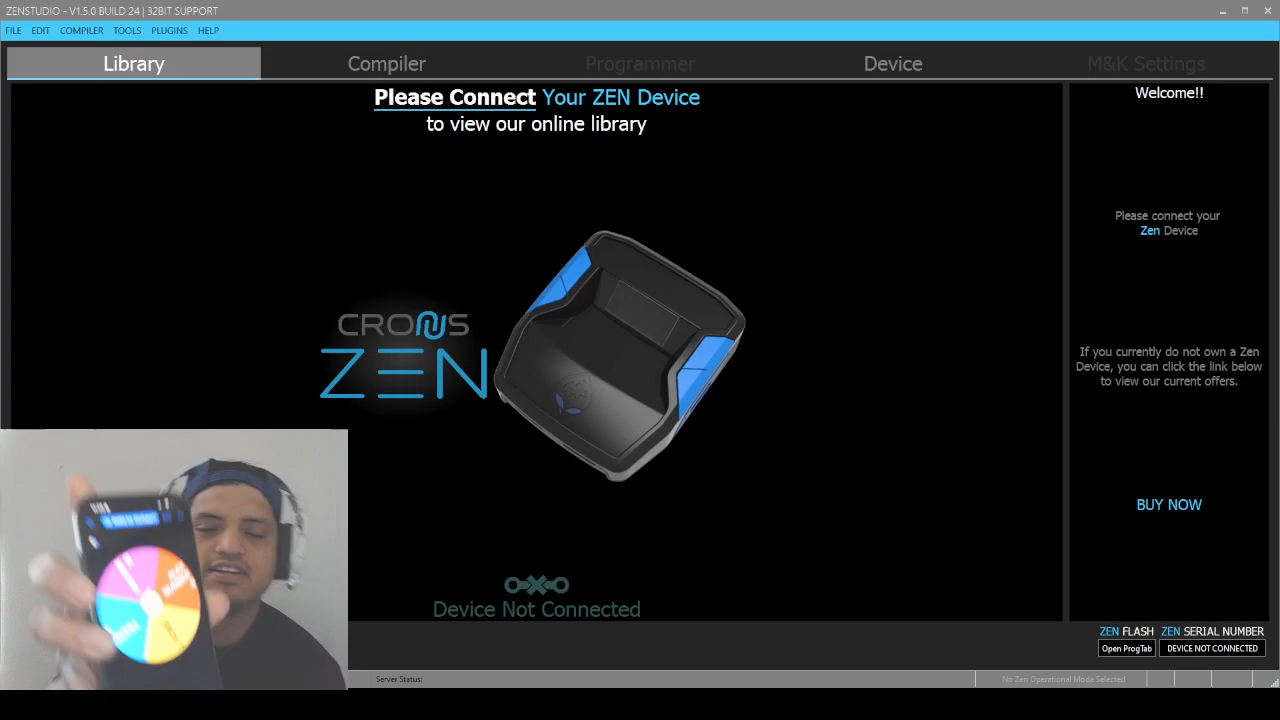 ZENSTUDIO - V1.5.0 BUILD 24 | 32BIT SUPPORT
FILE EDIT COMPILER TOOLS PLUGINS HELP
Library Compiler Programmer Device M&K Settings
Please Connect Your ZEN Device
to view our online library
Welcome!!
Please connect your
Zen Device
CRONUS
ZEN
If you currently do not own a Zen
Device, you can click the link below
to view our current offers.
BUY NOW
Device Not Connected
ZEN FLASH ZEN SERIAL NUMBER
Open ProgTab DEVICE NOT CONNECTED
Server Status: No Zen Operational Mode Selected